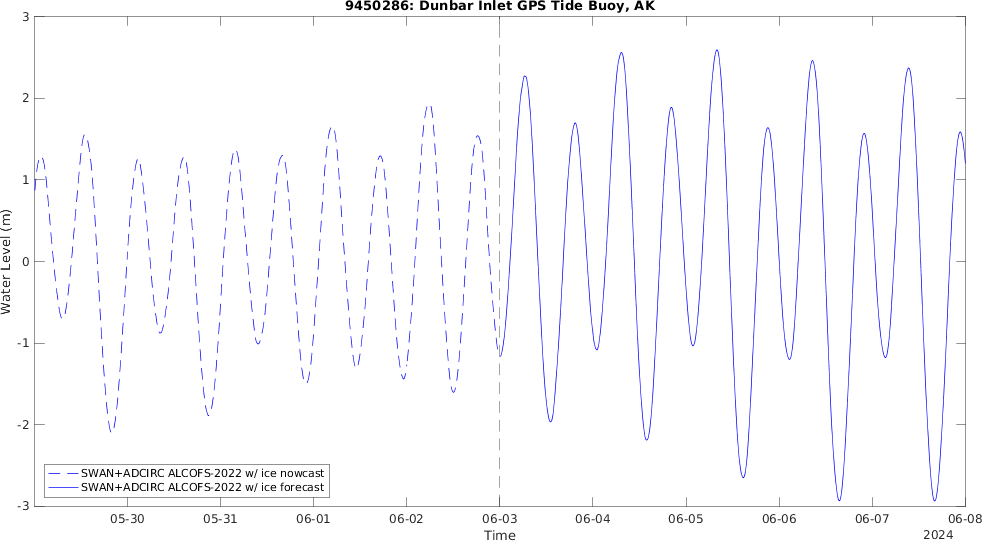 9450286: Dunbar Inlet GPS Tide Buoy, AK
3
2
1
0
-1
-2
-3
Water Level (m)
SWAN+ADCIRC ALCOFS-2022 w/ ice nowcast
SWAN+ADCIRC ALCOFS-2022 w/ ice forecast
05-30 05-31 06-01 06-02 06-03 06-04 06-05 06-06 06-07 06-08
Time
2024